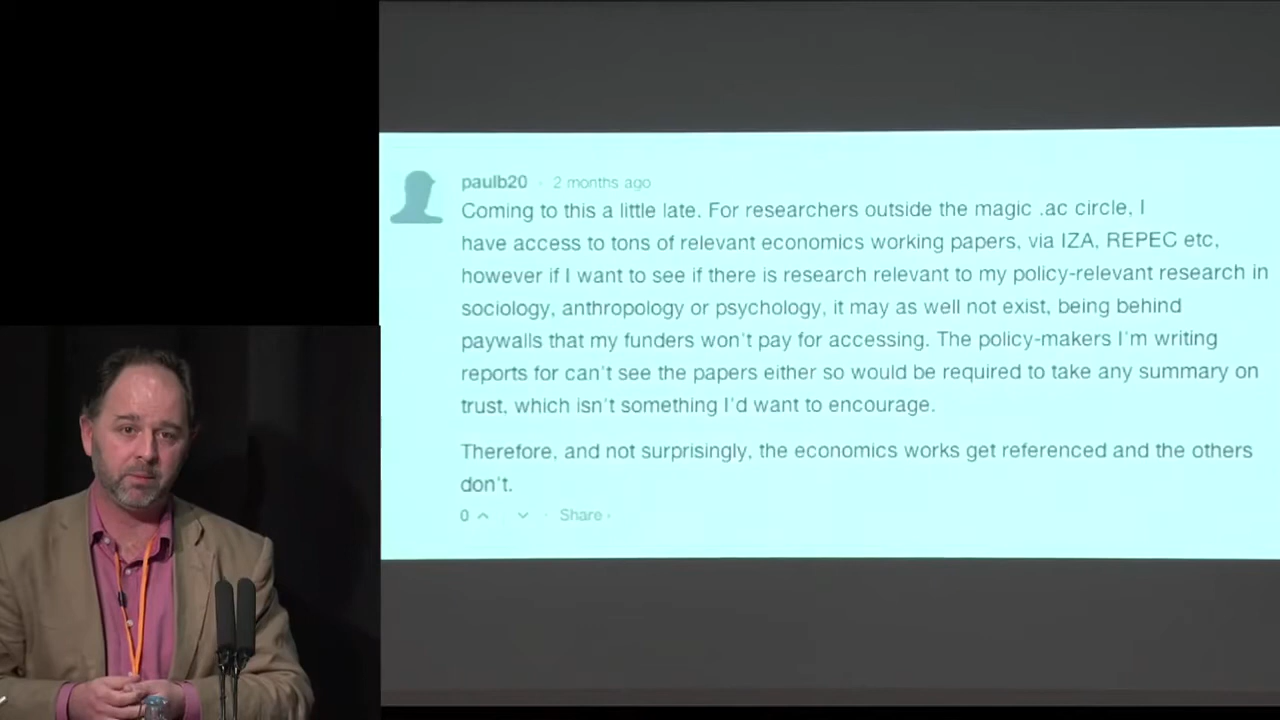 paulb20 · 2 months ago
Coming to this a little late. For researchers outside the magic .ac circle, I
have access to tons of relevant economics working papers, via IZA, REPEC etc,
however if I want to see if there is research relevant to my policy-relevant research in
sociology, anthropology or psychology, it may as well not exist, being behind
paywalls that my funders won't pay for accessing. The policy-makers I'm writing
reports for can't see the papers either so would be required to take any summary on
trust, which isn't something I'd want to encourage.
Therefore, and not surprisingly, the economics works get referenced and the others
don't.
0 · Share ›